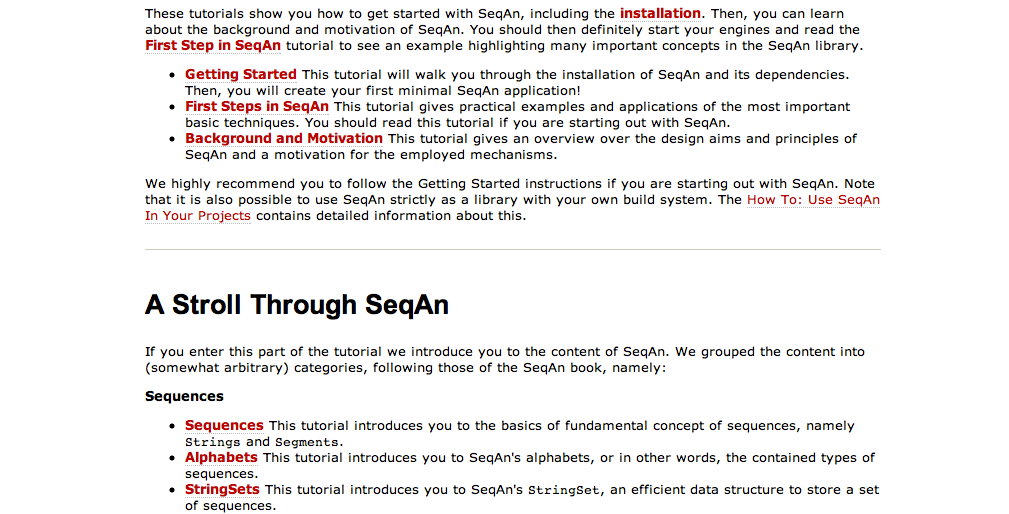 These tutorials show you how to get started with SeqAn, including the installation. Then, you can learn
about the background and motivation of SeqAn. You should then definitely start your engines and read the
First Step in SeqAn tutorial to see an example highlighting many important concepts in the SeqAn library.
• Getting Started This tutorial will walk you through the installation of SeqAn and its dependencies.
Then, you will create your first minimal SeqAn application!
• First Steps in SeqAn This tutorial gives practical examples and applications of the most important
basic techniques. You should read this tutorial if you are starting out with SeqAn.
• Background and Motivation This tutorial gives an overview over the design aims and principles of
SeqAn and a motivation for the employed mechanisms.
We highly recommend you to follow the Getting Started instructions if you are starting out with SeqAn. Note
that it is also possible to use SeqAn strictly as a library with your own build system. The How To: Use SeqAn
In Your Projects contains detailed information about this.
A Stroll Through SeqAn
If you enter this part of the tutorial we introduce you to the content of SeqAn. We grouped the content into
(somewhat arbitrary) categories, following those of the SeqAn book, namely:
Sequences
• Sequences This tutorial introduces you to the basics of fundamental concept of sequences, namely
Strings and Segments.
• Alphabets This tutorial introduces you to SeqAn's alphabets, or in other words, the contained types of
sequences.
• StringSets This tutorial introduces you to SeqAn's StringSet, an efficient data structure to store a set
of sequences.